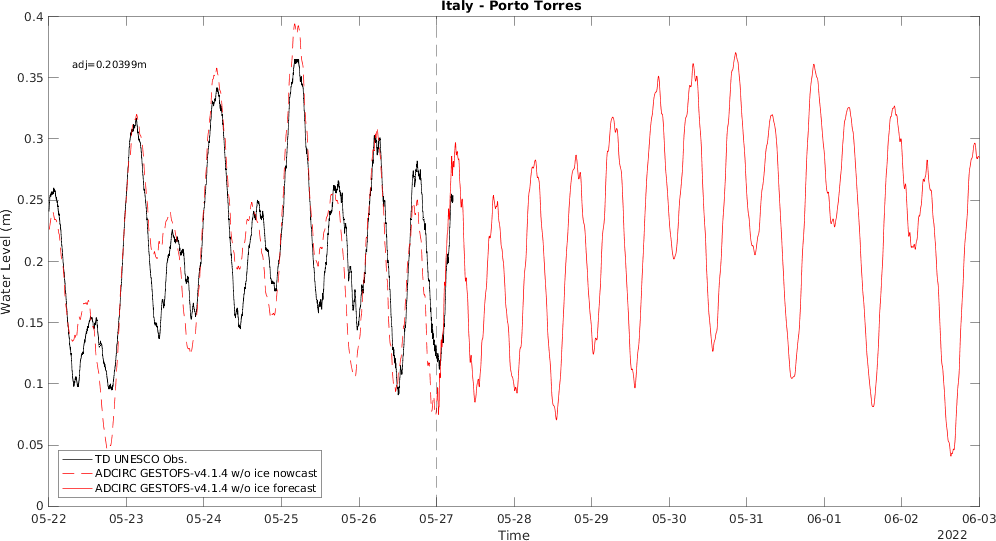 Italy - Porto Torres
adj=0.20399m
0.4
0.35
0.3
0.25
0.2
0.15
0.1
0.05
0
Water Level (m)
TD UNESCO Obs.
ADCIRC GESTOFS-v4.1.4 w/o ice nowcast
ADCIRC GESTOFS-v4.1.4 w/o ice forecast
05-22 05-23 05-24 05-25 05-26 05-27 05-28 05-29 05-30 05-31 06-01 06-02 06-03
Time
2022